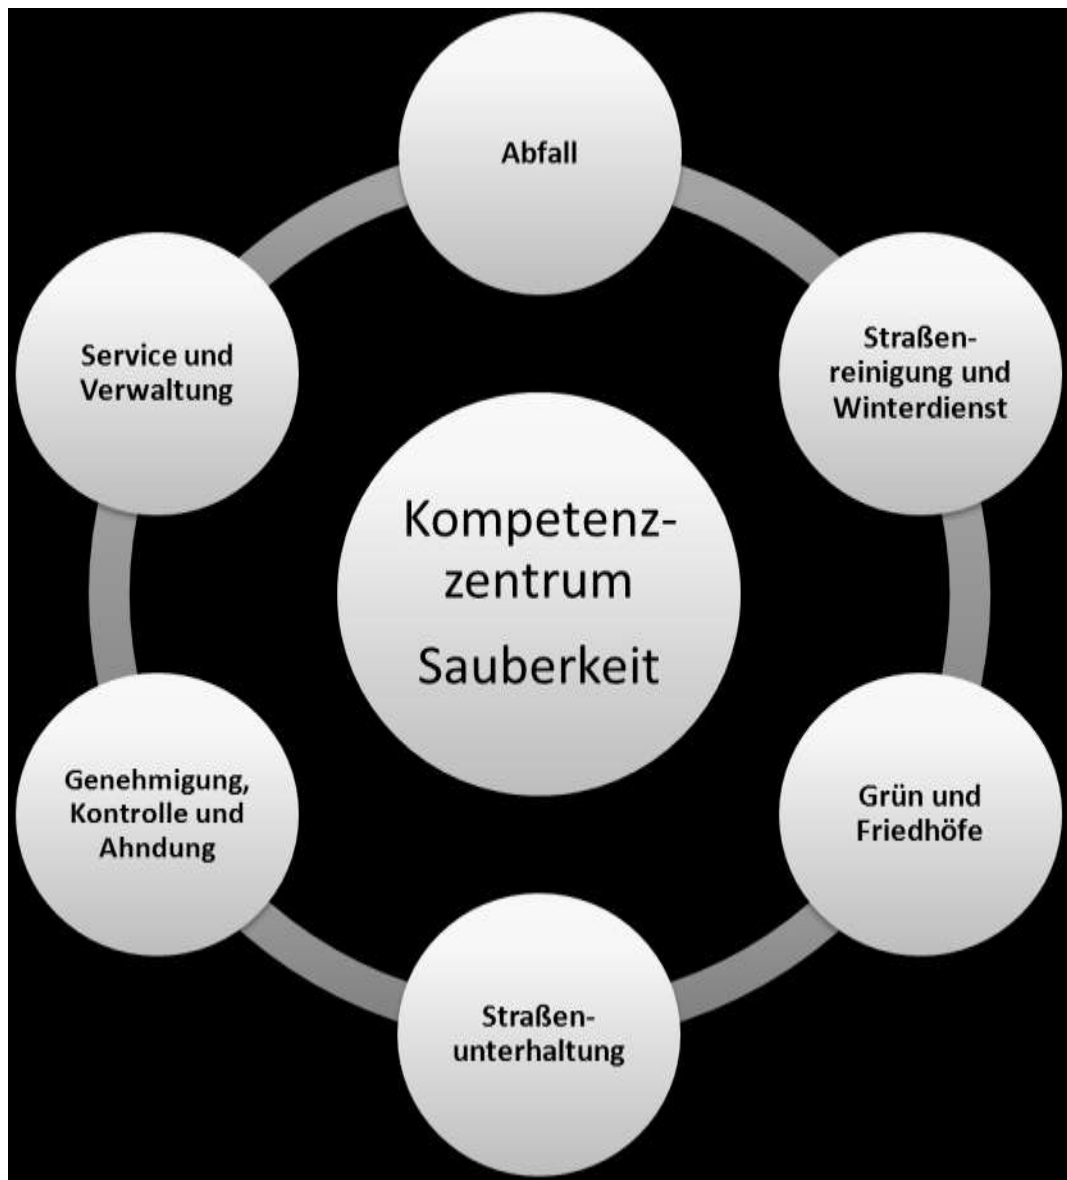 Abfall
Straßen-
reinigung und
Winterdienst
Service und
Verwaltung
Kompetenz-
zentrum
Sauberkeit
Genehmigung,
Kontrolle und
Ahndung
Grün und
Friedhöfe
Straßen-
unterhaltung